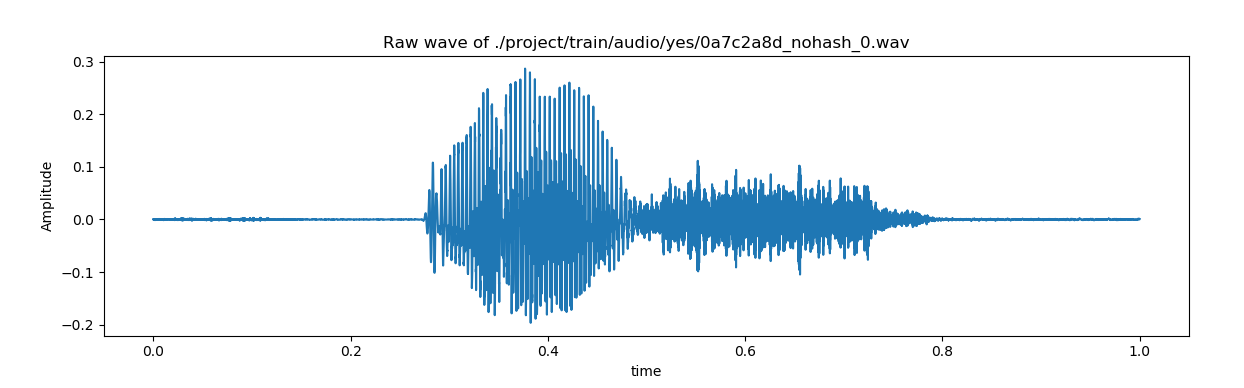 Raw wave of ./project/train/audio/yes/0a7c2a8d_nohash_0.wav
0.3
0.2
0.1
0.0
−0.1
−0.2
Amplitude
0.0 0.2 0.4 0.6 0.8 1.0
time